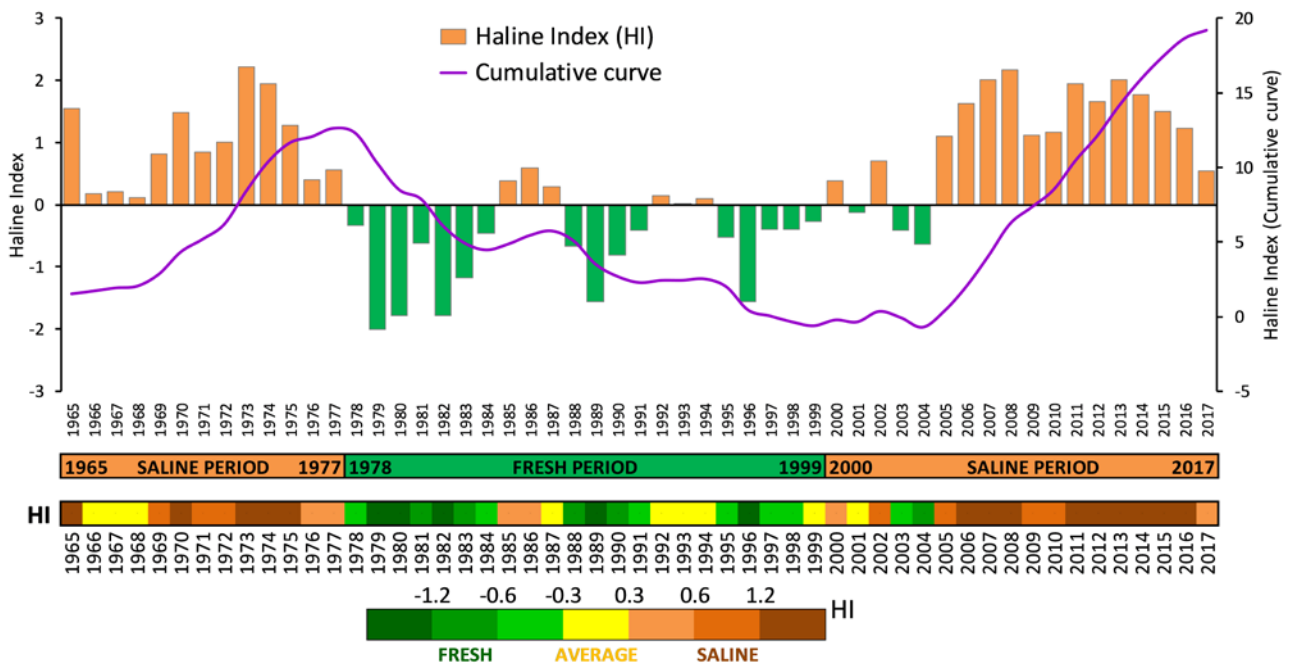 3
2
1
0
-1
-2
-3
Haline Index
Haline Index (HI)
Cumulative curve
20
15
10
5
0
-5
Haline Index (Cumulative curve)
1965 1966 1967 1968 1969 1970 1971 1972 1973 1974 1975 1976 1977 1978 1979 1980 1981 1982 1983 1984 1985 1986 1987 1988 1989 1990 1991 1992 1993 1994 1995 1996 1997 1998 1999 2000 2001 2002 2003 2004 2005 2006 2007 2008 2009 2010 2011 2012 2013 2014 2015 2016 2017
1965 SALINE PERIOD 1977 1978 FRESH PERIOD 1999 2000 SALINE PERIOD 2017
HI
1965 1966 1967 1968 1969 1970 1971 1972 1973 1974 1975 1976 1977 1978 1979 1980 1981 1982 1983 1984 1985 1986 1987 1988 1989 1990 1991 1992 1993 1994 1995 1996 1997 1998 1999 2000 2001 2002 2003 2004 2005 2006 2007 2008 2009 2010 2011 2012 2013 2014 2015 2016 2017
-1.2 -0.6 -0.3 0.3 0.6 1.2
HI
FRESH AVERAGE SALINE